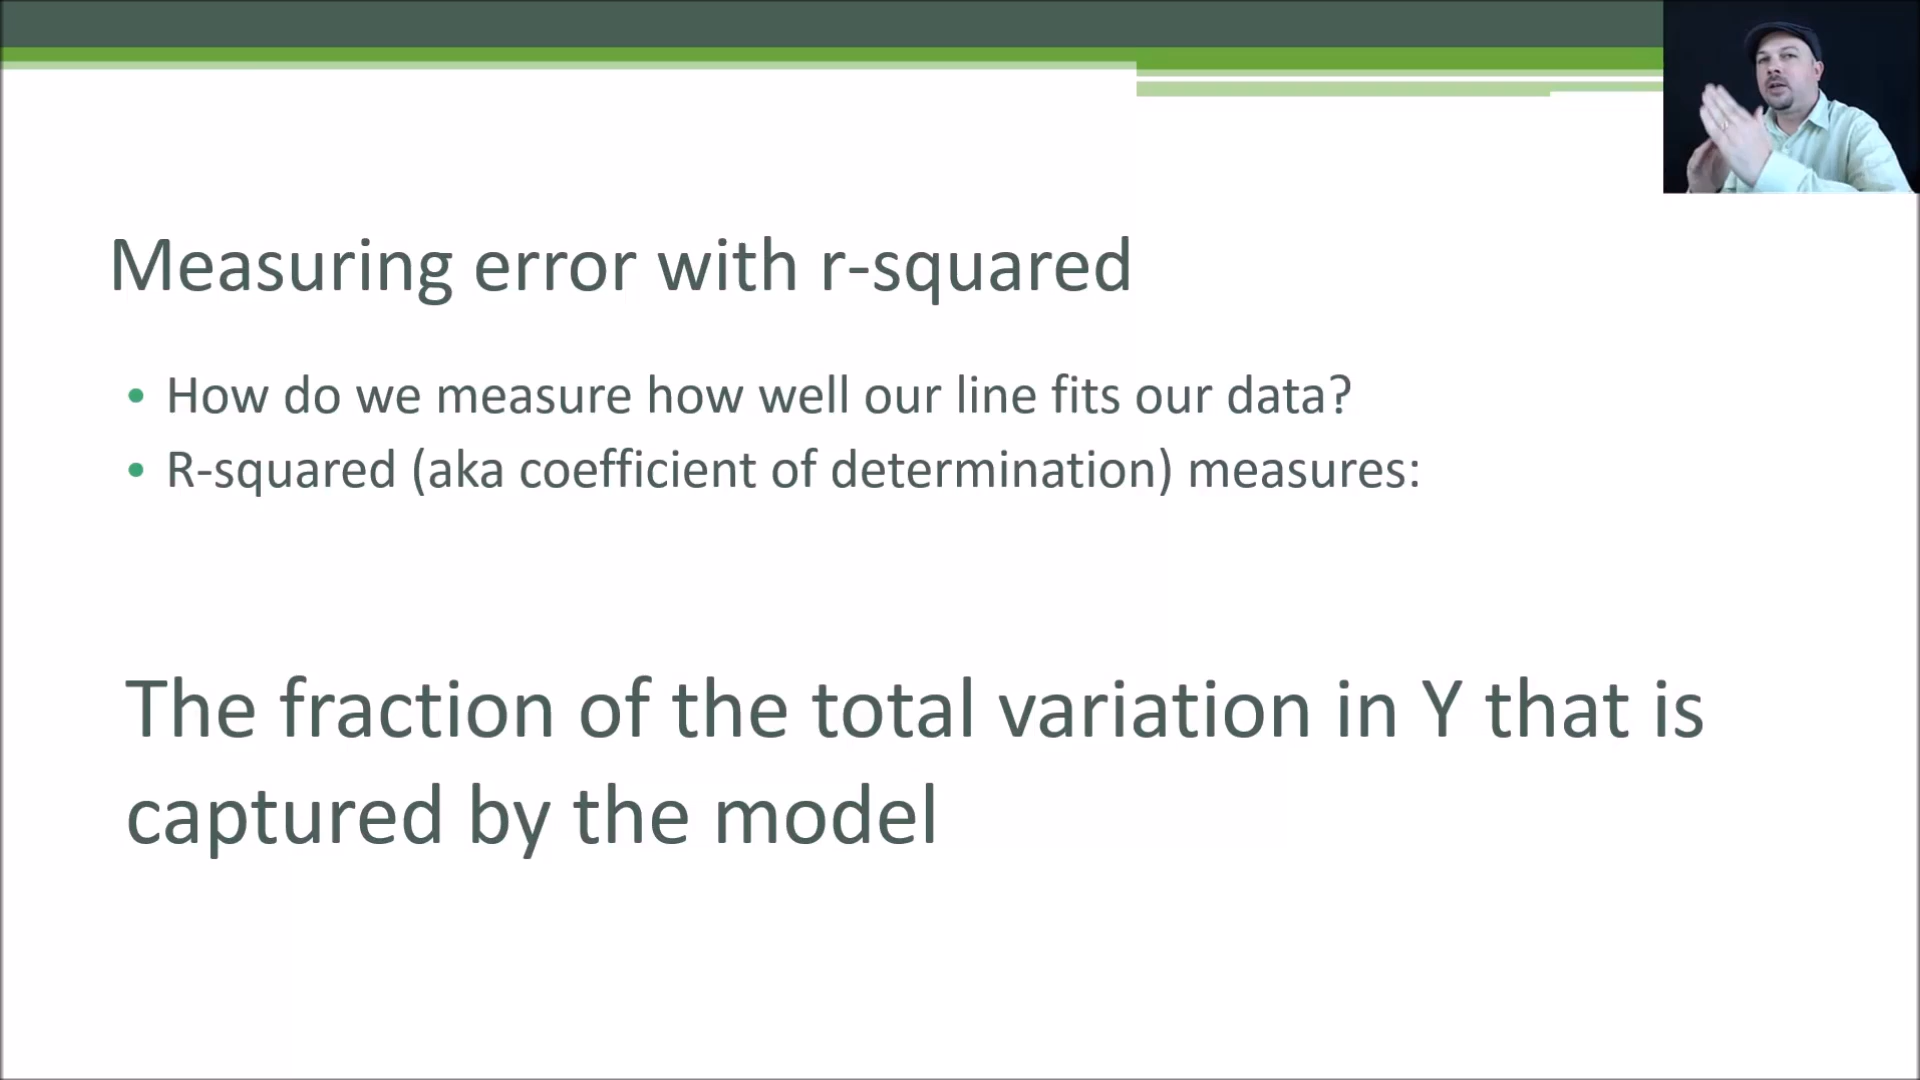 Measuring error with r-squared
• How do we measure how well our line fits our data?
• R-squared (aka coefficient of determination) measures:
The fraction of the total variation in Y that is
captured by the model